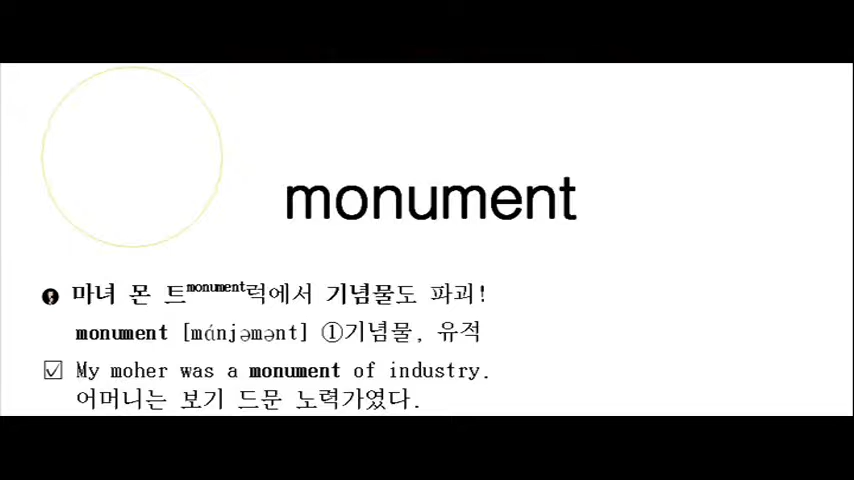 monument
마녀 몬 트monument럭에서 기념물도 파괴!
monument [mάnjəmənt] ①기념물, 유적
☑ My moher was a monument of industry.
어머니는 보기 드문 노력가였다.